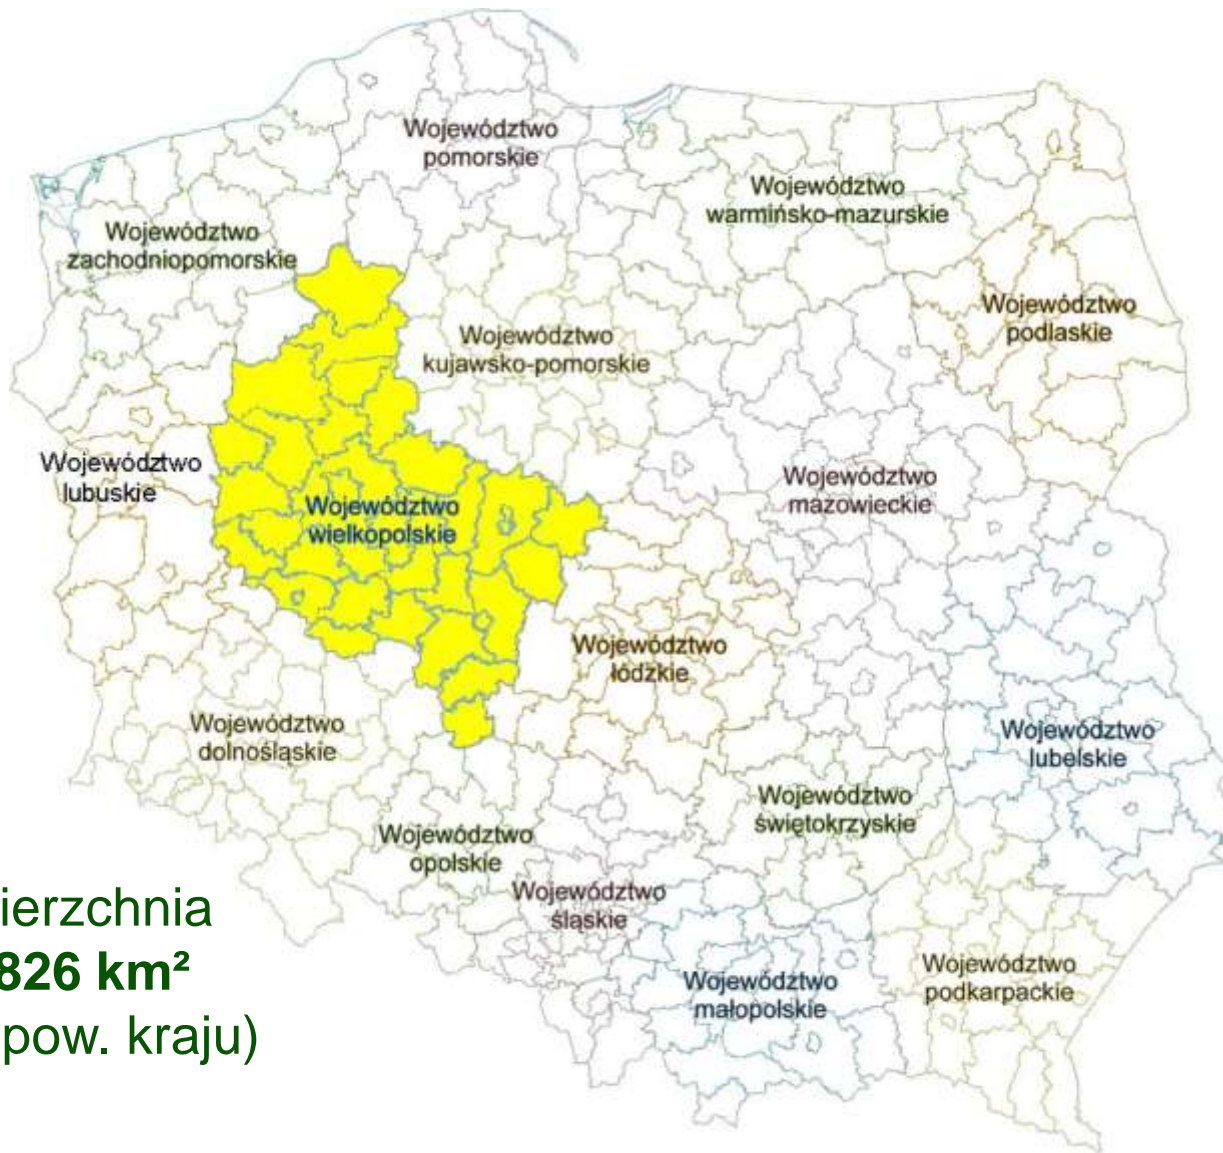 Województwo
pomorskie
Województwo
warmińsko-mazurskie
Województwo
zachodniopomorskie
Województwo
podlaskie
Województwo
kujawsko-pomorskie
Województwo
lubuskie
Województwo
mazowieckie
Województwo
wielkopolskie
Województwo
łódzkie
Województwo
dolnośląskie
Województwo
lubelskie
Województwo
świętokrzyskie
Województwo
opolskie
Województwo
śląskie
Województwo
podkarpackie
Województwo
małopolskie
ierzchnia
826 km²
pow. kraju)